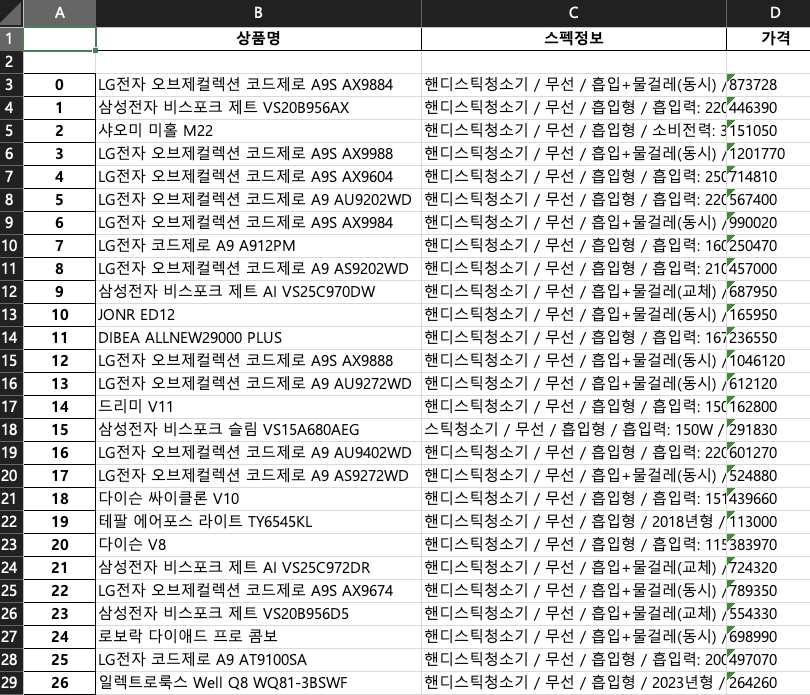 A B C D
1 상품명 스펙정보 가격
2
3 0 LG전자 오브제컬렉션 코드제로 A9S AX9884 핸디스틱청소기 / 무선 / 흡입+물걸레(동시) / 873728
4 1 삼성전자 비스포크 제트 VS20B956AX 핸디스틱청소기 / 무선 / 흡입형 / 흡입력: 220 446390
5 2 샤오미 미홀 M22 핸디스틱청소기 / 무선 / 흡입형 / 소비전력: 3 151050
6 3 LG전자 오브제컬렉션 코드제로 A9S AX9988 핸디스틱청소기 / 무선 / 흡입+물걸레(동시) / 1201770
7 4 LG전자 오브제컬렉션 코드제로 A9S AX9604 핸디스틱청소기 / 무선 / 흡입형 / 흡입력: 250 714810
8 5 LG전자 오브제컬렉션 코드제로 A9 AU9202WD 핸디스틱청소기 / 무선 / 흡입형 / 흡입력: 220 567400
9 6 LG전자 오브제컬렉션 코드제로 A9S AX9984 핸디스틱청소기 / 무선 / 흡입+물걸레(동시) / 990020
10 7 LG전자 코드제로 A9 A912PM 핸디스틱청소기 / 무선 / 흡입형 / 흡입력: 160 250470
11 8 LG전자 오브제컬렉션 코드제로 A9 AS9202WD 핸디스틱청소기 / 무선 / 흡입형 / 흡입력: 210 457000
12 9 삼성전자 비스포크 제트 AI VS25C970DW 핸디스틱청소기 / 무선 / 흡입+물걸레(교체) / 687950
13 10 JONR ED12 핸디스틱청소기 / 무선 / 흡입+물걸레(동시) / 165950
14 11 DIBEA ALLNEW29000 PLUS 핸디스틱청소기 / 무선 / 흡입형 / 흡입력: 167 236550
15 12 LG전자 오브제컬렉션 코드제로 A9S AX9888 핸디스틱청소기 / 무선 / 흡입+물걸레(동시) / 1046120
16 13 LG전자 오브제컬렉션 코드제로 A9 AU9272WD 핸디스틱청소기 / 무선 / 흡입+물걸레(동시) / 612120
17 14 드리미 V11 핸디스틱청소기 / 무선 / 흡입형 / 흡입력: 150 162800
18 15 삼성전자 비스포크 슬림 VS15A680AEG 스틱청소기 / 무선 / 흡입형 / 흡입력: 150W / 291830
19 16 LG전자 오브제컬렉션 코드제로 A9 AU9402WD 핸디스틱청소기 / 무선 / 흡입형 / 흡입력: 220 601270
20 17 LG전자 오브제컬렉션 코드제로 A9 AS9272WD 핸디스틱청소기 / 무선 / 흡입+물걸레(동시) / 524880
21 18 다이슨 싸이클론 V10 핸디스틱청소기 / 무선 / 흡입형 / 흡입력: 151 439660
22 19 테팔 에어포스 라이트 TY6545KL 핸디스틱청소기 / 무선 / 흡입형 / 2018년형 / 113000
23 20 다이슨 V8 핸디스틱청소기 / 무선 / 흡입형 / 흡입력: 115 383970
24 21 삼성전자 비스포크 제트 AI VS25C972DR 핸디스틱청소기 / 무선 / 흡입+물걸레(교체) / 724320
25 22 LG전자 오브제컬렉션 코드제로 A9S AX9674 핸디스틱청소기 / 무선 / 흡입+물걸레(동시) / 789350
26 23 삼성전자 비스포크 제트 VS20B956D5 핸디스틱청소기 / 무선 / 흡입+물걸레(교체) / 554330
27 24 로보락 다이애드 프로 콤보 핸디스틱청소기 / 무선 / 흡입+물걸레(동시) / 698990
28 25 LG전자 코드제로 A9 AT9100SA 핸디스틱청소기 / 무선 / 흡입형 / 흡입력: 200 497070
29 26 일렉트로룩스 Well Q8 WQ81-3BSWF 핸디스틱청소기 / 무선 / 흡입형 / 2023년형 / 264260